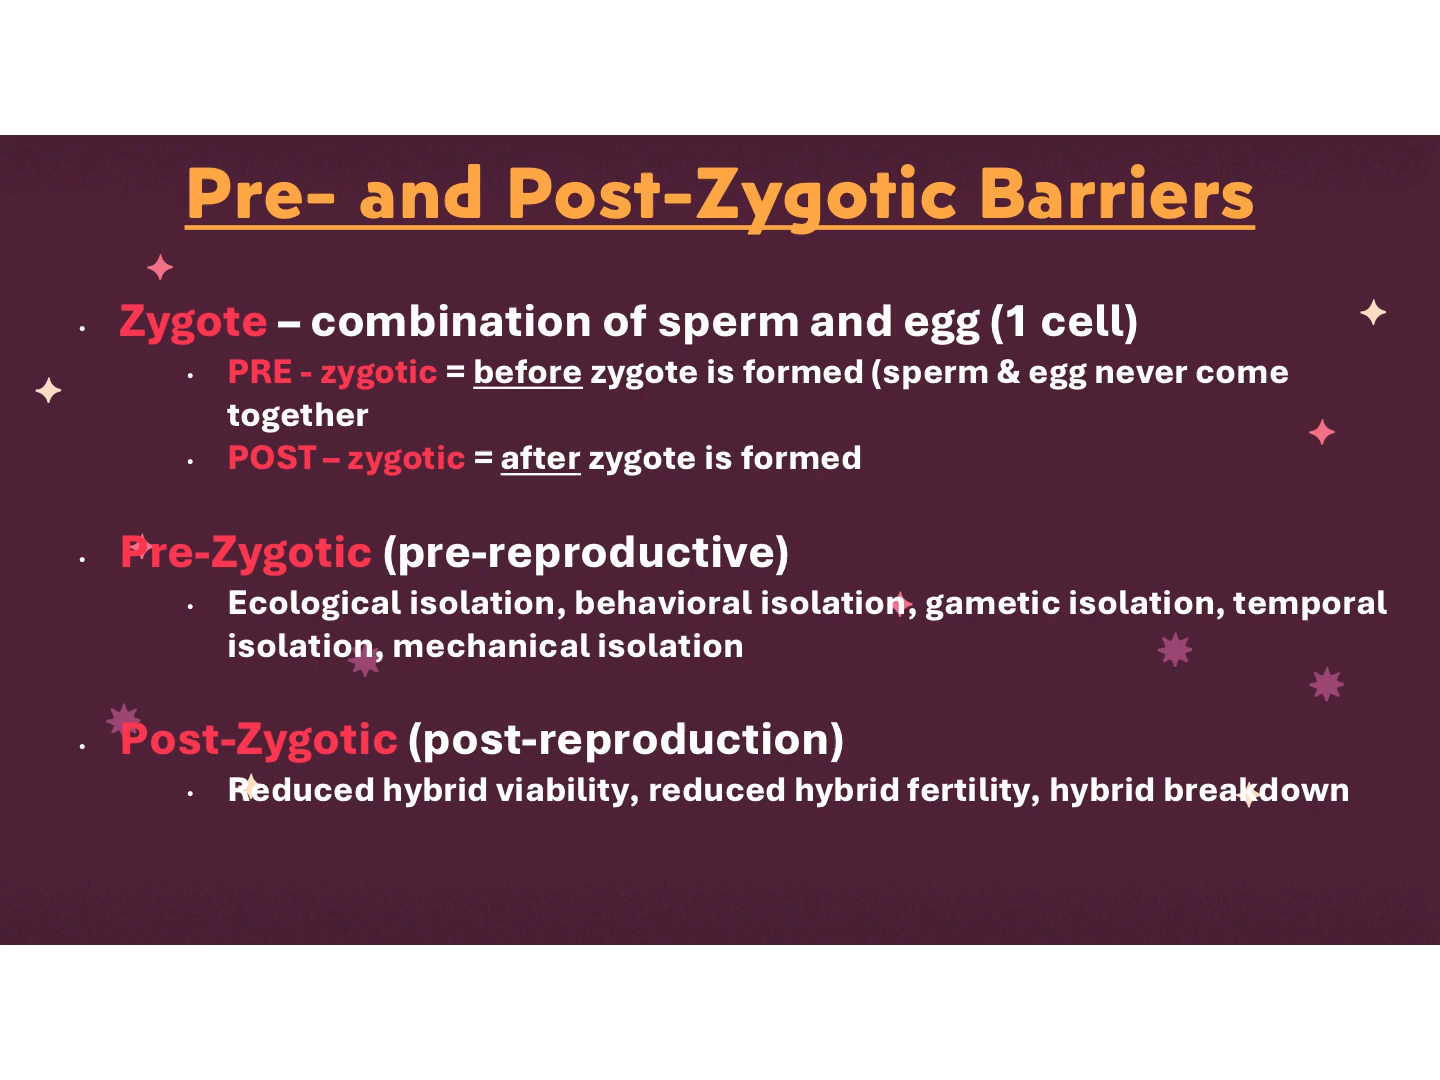 Pre- and Post-Zygotic Barriers
• Zygote – combination of sperm and egg (1 cell)
• PRE - zygotic = before zygote is formed (sperm & egg never come
together
• POST – zygotic = after zygote is formed
• Pre-Zygotic (pre-reproductive)
• Ecological isolation, behavioral isolation, gametic isolation, temporal
isolation, mechanical isolation
• Post-Zygotic (post-reproduction)
• Reduced hybrid viability, reduced hybrid fertility, hybrid breakdown